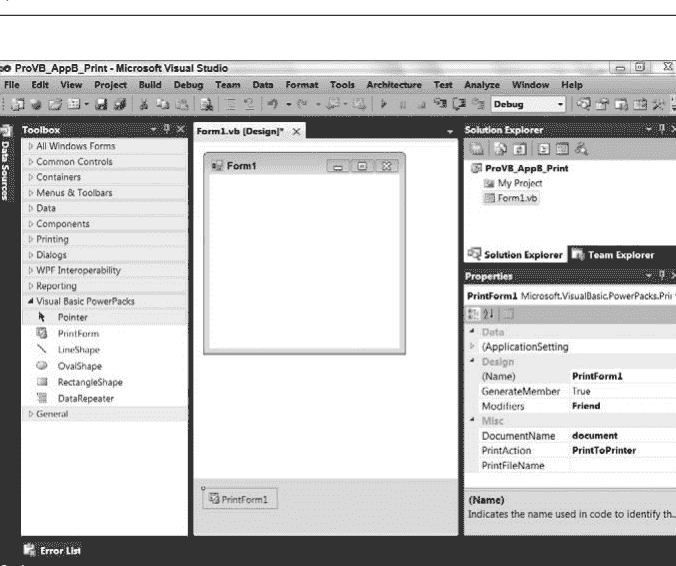 ProVB_AppB_Print - Microsoft Visual Studio
File Edit View Project Build Debug Team Data Format Tools Architecture Test Analyze Window Help
Debug
Data Sources
Toolbox
All Windows Forms
Common Controls
Containers
Menus & Toolbars
Data
Components
Printing
Dialogs
WPF Interoperability
Reporting
Visual Basic PowerPacks
Pointer
PrintForm
LineShape
OvalShape
RectangleShape
DataRepeater
General
Form1.vb [Design]*
Form1
PrintForm1
Solution Explorer
ProVB_AppB_Print
My Project
Form1.vb
Solution Explorer Team Explorer
Properties
PrintForm1 Microsoft.VisualBasic.PowerPacks.Pri
Data
(ApplicationSetting
Design
(Name) PrintForm1
GenerateMember True
Modifiers Friend
Misc
DocumentName document
PrintAction PrintToPrinter
PrintFileName
(Name)
Indicates the name used in code to identify th...
Error List